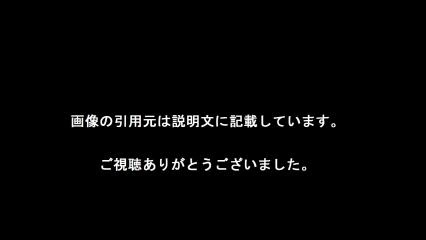 画像の引用元は説明文に記載しています。
ご視聴ありがとうございました。